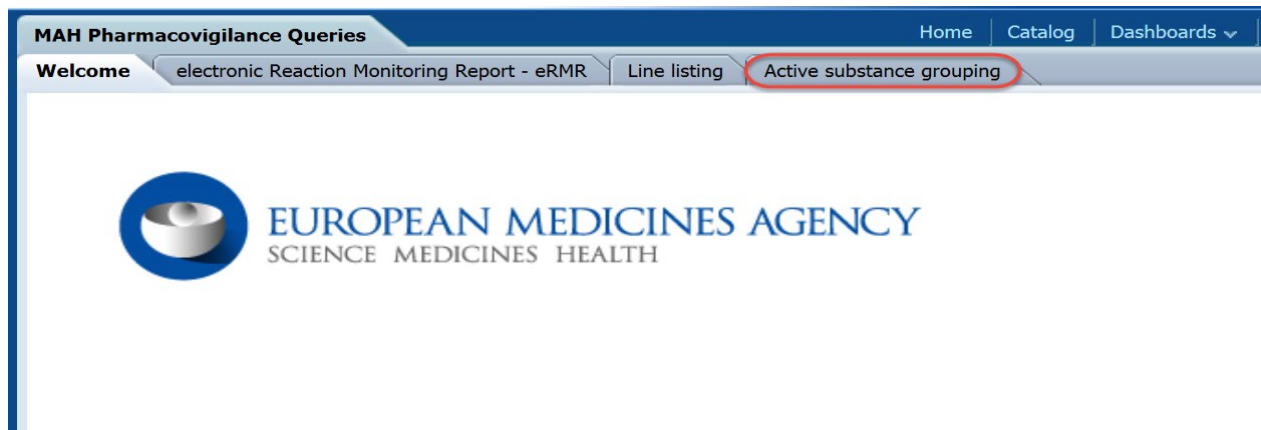 MAH Pharmacovigilance Queries Home Catalog Dashboards
Welcome electronic Reaction Monitoring Report - eRMR Line listing Active substance grouping
EUROPEAN MEDICINES AGENCY
SCIENCE MEDICINES HEALTH